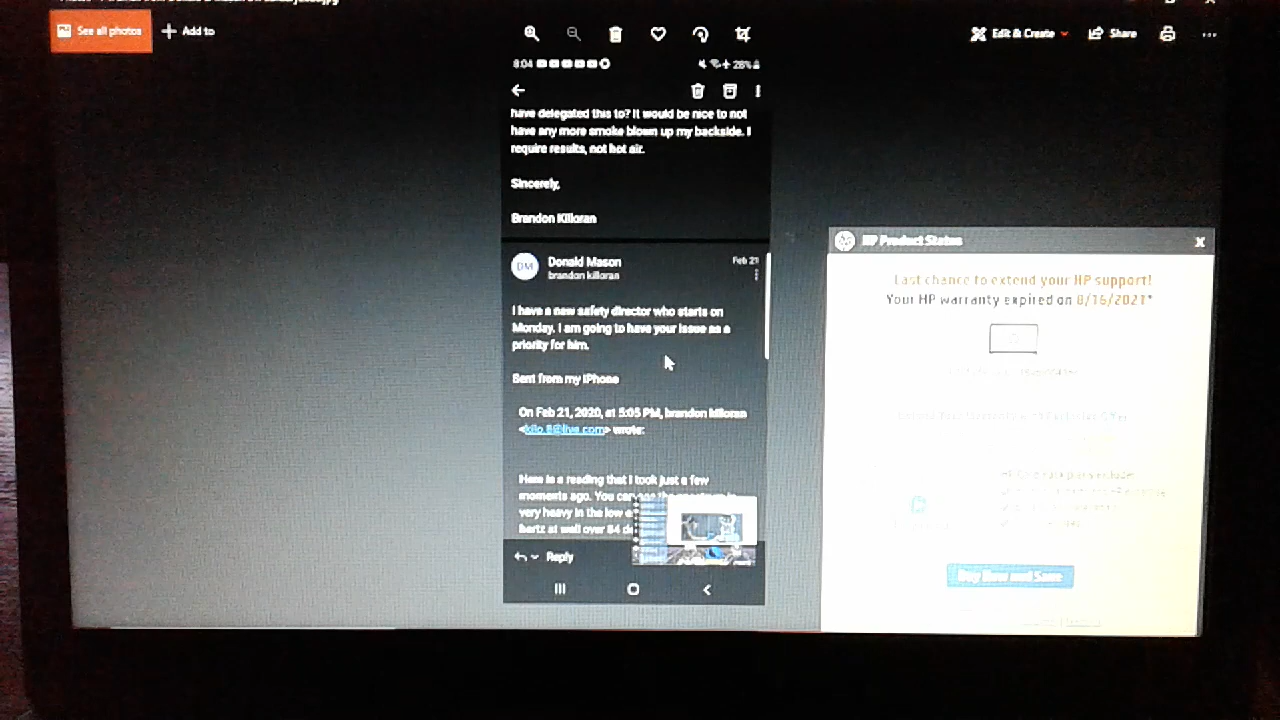 See all photos
Add to
Edit & Create
Share
8:04
28%
have delegated this to? It would be nice to not
have any more smoke blown up my backside. I
require results, not hot air.
Sincerely,
Brandon Killoran
DM
Donald Mason
Feb 21
brandon killoran
I have a new safety director who starts on
Monday. I am going to have your issue as a
priority for him.
Sent from my iPhone
On Feb 21, 2020, at 5:05 PM, brandon killoran
wrote:
Here is a reading that I took just a few
moments ago. You can see the spectrum is
very heavy in the low
hertz at well over 84
Reply
HP Product Status
X
Last chance to extend your HP support!
Your HP warranty expired on 8/16/2021*
Buy Now and Save